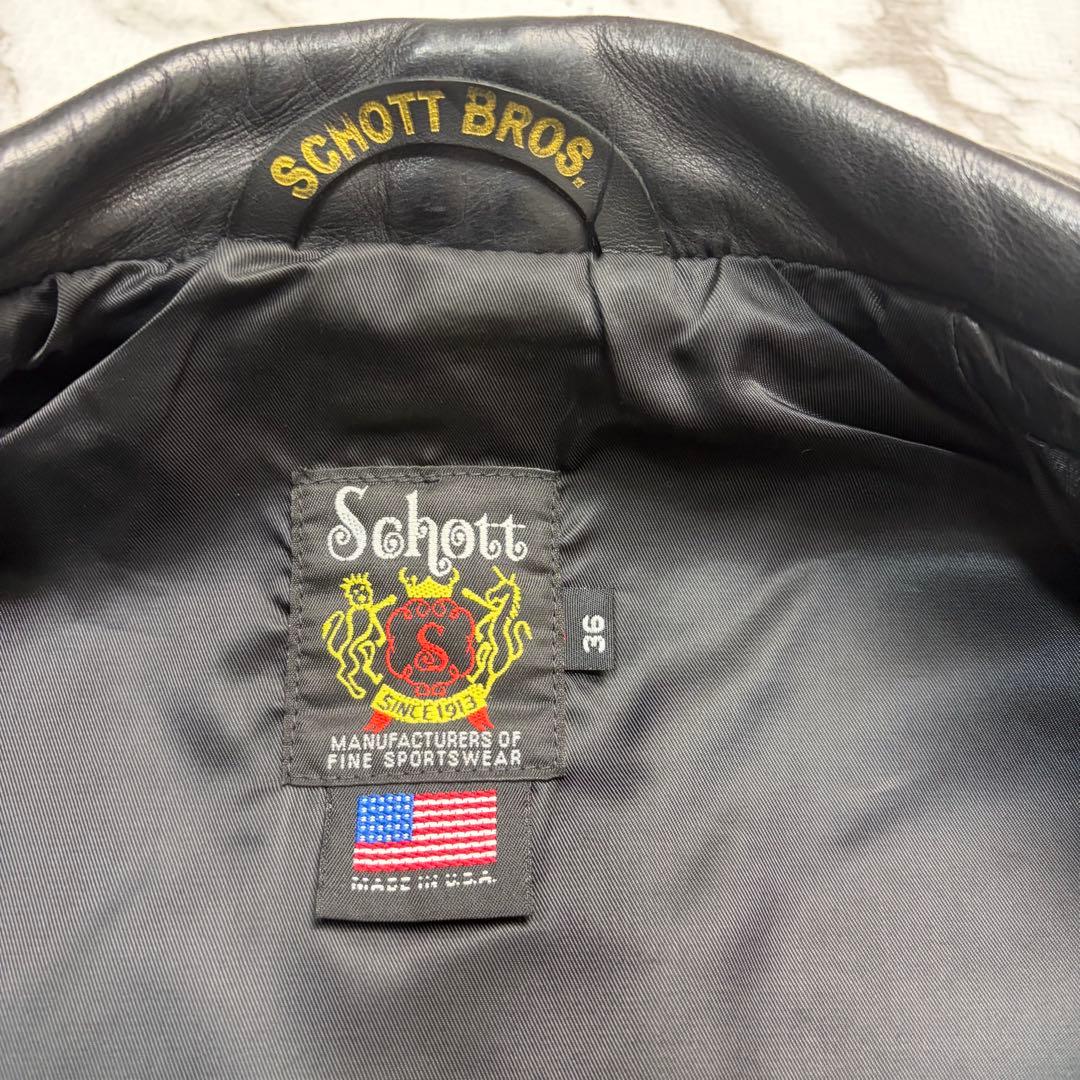 SCHOTT BROS.
Schott
S
SINCE 1913
MANUFACTURERS OF
FINE SPORTSWEAR
36
MADE IN U.S.A.